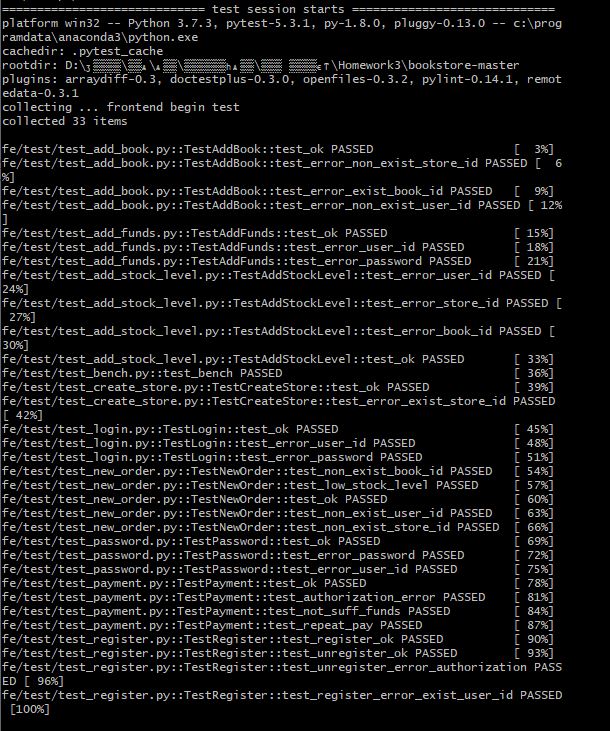 ============================= test session starts =============================
platform win32 -- Python 3.7.3, pytest-5.3.1, py-1.8.0, pluggy-0.13.0 -- c:\prog
ramdata\anaconda3\python.exe
cachedir: .pytest_cache
rootdir: D:\ \Homework3\bookstore-master
plugins: arraydiff-0.3, doctestplus-0.3.0, openfiles-0.3.2, pylint-0.14.1, remot
edata-0.3.1
collecting ... frontend begin test
collected 33 items
fe/test/test_add_book.py::TestAddBook::test_ok PASSED [ 3%]
fe/test/test_add_book.py::TestAddBook::test_error_non_exist_store_id PASSED [ 6
%]
fe/test/test_add_book.py::TestAddBook::test_error_exist_book_id PASSED [ 9%]
fe/test/test_add_book.py::TestAddBook::test_error_non_exist_user_id PASSED [ 12%
]
fe/test/test_add_funds.py::TestAddFunds::test_ok PASSED [ 15%]
fe/test/test_add_funds.py::TestAddFunds::test_error_user_id PASSED [ 18%]
fe/test/test_add_funds.py::TestAddFunds::test_error_password PASSED [ 21%]
fe/test/test_add_stock_level.py::TestAddStockLevel::test_error_user_id PASSED [
24%]
fe/test/test_add_stock_level.py::TestAddStockLevel::test_error_store_id PASSED [
27%]
fe/test/test_add_stock_level.py::TestAddStockLevel::test_error_book_id PASSED [
30%]
fe/test/test_add_stock_level.py::TestAddStockLevel::test_ok PASSED [ 33%]
fe/test/test_bench.py::test_bench PASSED [ 36%]
fe/test/test_create_store.py::TestCreateStore::test_ok PASSED [ 39%]
fe/test/test_create_store.py::TestCreateStore::test_error_exist_store_id PASSED
[ 42%]
fe/test/test_login.py::TestLogin::test_ok PASSED [ 45%]
fe/test/test_login.py::TestLogin::test_error_user_id PASSED [ 48%]
fe/test/test_login.py::TestLogin::test_error_password PASSED [ 51%]
fe/test/test_new_order.py::TestNewOrder::test_non_exist_book_id PASSED [ 54%]
fe/test/test_new_order.py::TestNewOrder::test_low_stock_level PASSED [ 57%]
fe/test/test_new_order.py::TestNewOrder::test_ok PASSED [ 60%]
fe/test/test_new_order.py::TestNewOrder::test_non_exist_user_id PASSED [ 63%]
fe/test/test_new_order.py::TestNewOrder::test_non_exist_store_id PASSED [ 66%]
fe/test/test_password.py::TestPassword::test_ok PASSED [ 69%]
fe/test/test_password.py::TestPassword::test_error_password PASSED [ 72%]
fe/test/test_password.py::TestPassword::test_error_user_id PASSED [ 75%]
fe/test/test_payment.py::TestPayment::test_ok PASSED [ 78%]
fe/test/test_payment.py::TestPayment::test_authorization_error PASSED [ 81%]
fe/test/test_payment.py::TestPayment::test_not_suff_funds PASSED [ 84%]
fe/test/test_payment.py::TestPayment::test_repeat_pay PASSED [ 87%]
fe/test/test_register.py::TestRegister::test_register_ok PASSED [ 90%]
fe/test/test_register.py::TestRegister::test_unregister_ok PASSED [ 93%]
fe/test/test_register.py::TestRegister::test_unregister_error_authorization PASS
ED [ 96%]
fe/test/test_register.py::TestRegister::test_register_error_exist_user_id PASSED
[100%]